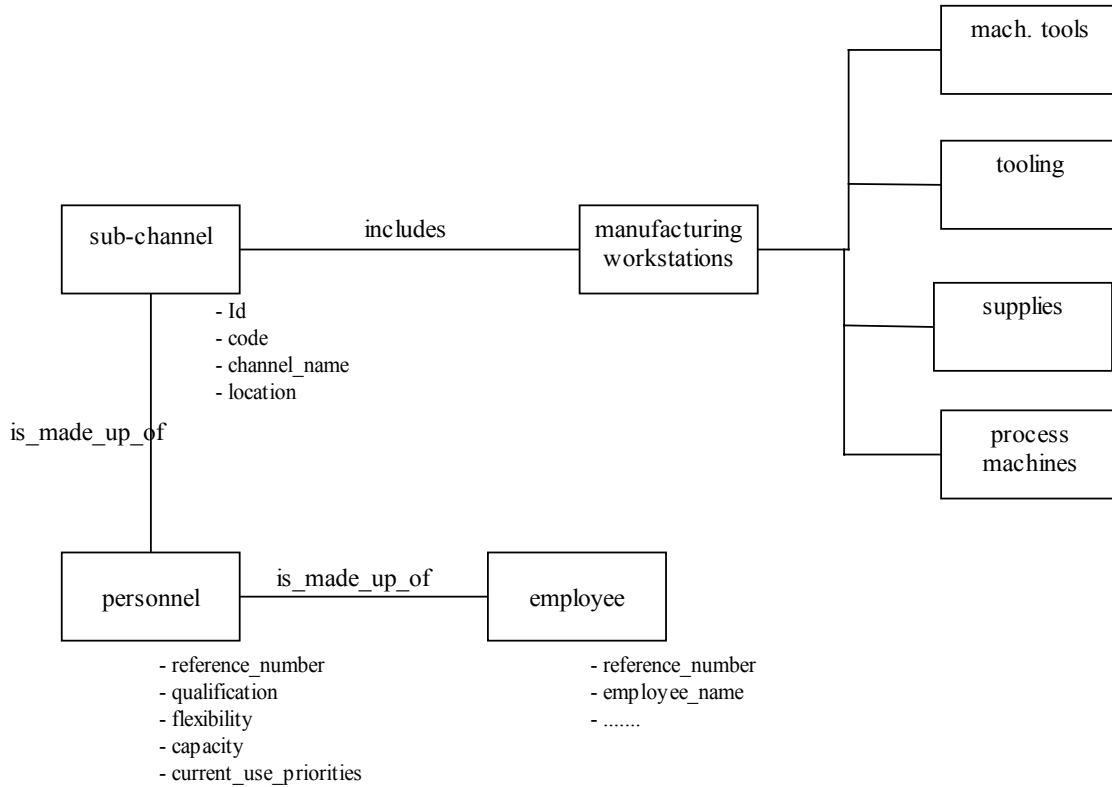 mach. tools
tooling
sub-channel
includes
manufacturing
workstations
supplies
- Id
- code
- channel_name
- location
process
machines
is_made_up_of
personnel
is_made_up_of
employee
- reference_number
- qualification
- flexibility
- capacity
- current_use_priorities
- reference_number
- employee_name
- .......